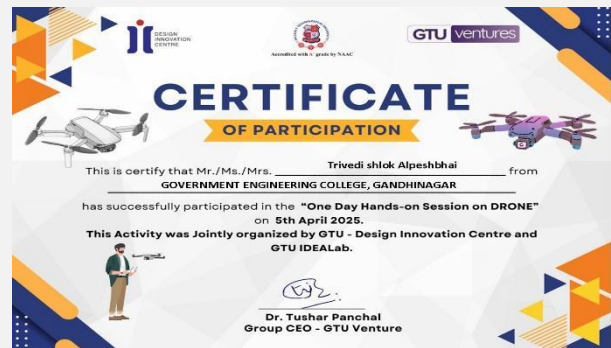 DESIGN
INNOVATION
CENTRE
Accredited with A⁺ grade by NAAC
GTU ventures
CERTIFICATE
OF PARTICIPATION
This is certify that Mr./Ms./Mrs. Trivedi shlok Alpeshbhai from
GOVERNMENT ENGINEERING COLLEGE, GANDHINAGAR
has successfully participated in the "One Day Hands-on Session on DRONE"
on 5th April 2025.
This Activity was Jointly organized by GTU - Design Innovation Centre and
GTU IDEALab.
Dr. Tushar Panchal
Group CEO - GTU Venture